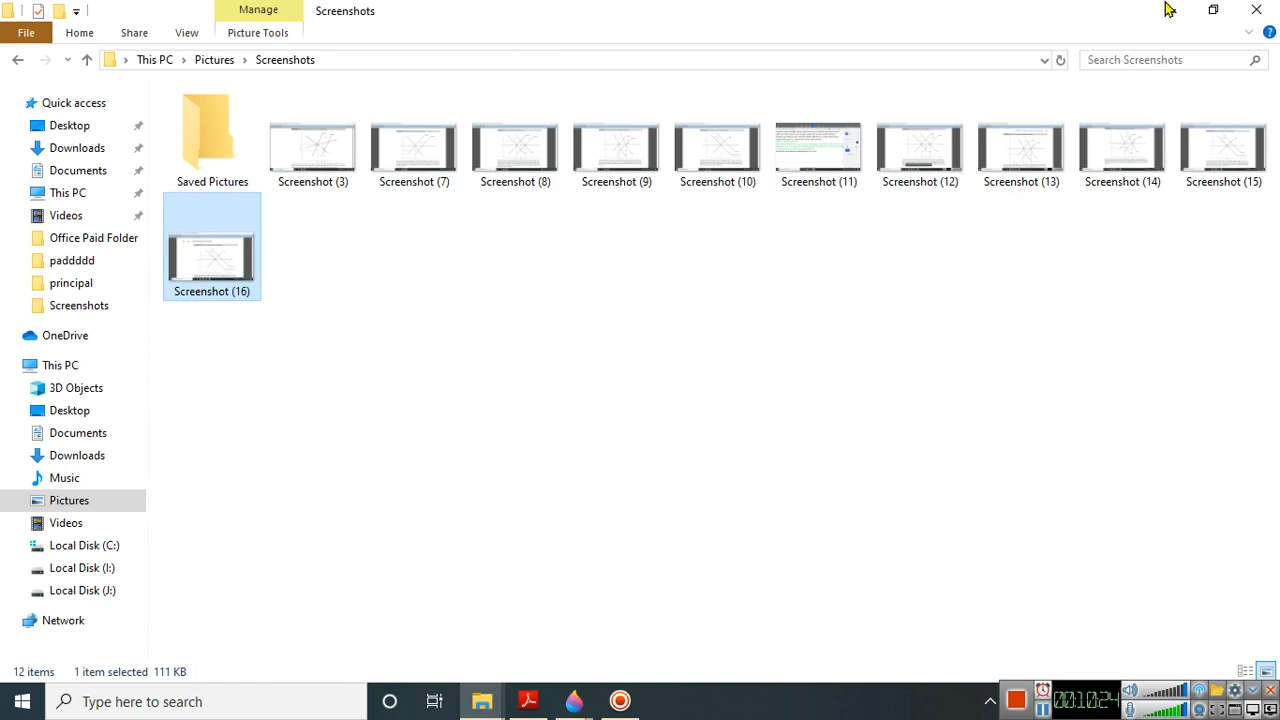 Manage
Screenshots
File
Home
Share
View
Picture Tools
This PC
Pictures
Screenshots
Search Screenshots
Quick access
Desktop
Downloads
Documents
This PC
Videos
Office Paid Folder
paddddd
principal
Screenshots
OneDrive
This PC
3D Objects
Desktop
Documents
Downloads
Music
Pictures
Videos
Local Disk (C:)
Local Disk (I:)
Local Disk (J:)
Network
Saved Pictures
Screenshot (3)
Screenshot (7)
Screenshot (8)
Screenshot (9)
Screenshot (10)
Screenshot (11)
Screenshot (12)
Screenshot (13)
Screenshot (14)
Screenshot (15)
Screenshot (16)
12 items
1 item selected 111 KB
Type here to search
00:10:24